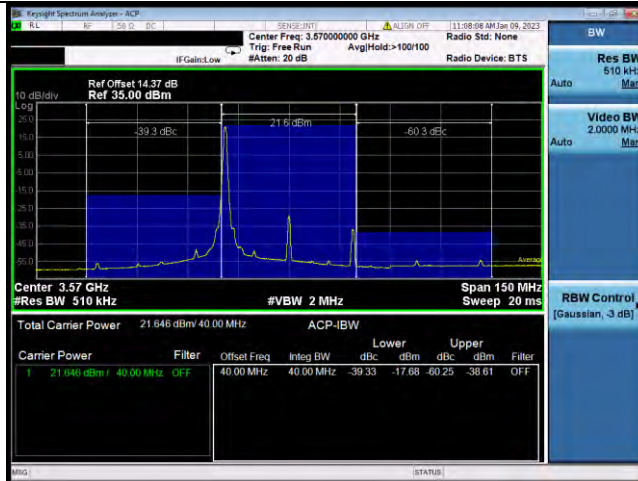 Keysight Spectrum Analyzer - ACP
RL RF 50 Ω DC SENSE:INT ALIGN OFF 11:08:08 AM Jan 09, 2023
Center Freq: 3.570000000 GHz Radio Std: None
Trig: Free Run Avg|Hold:>100/100
IFGain:Low #Atten: 20 dB Radio Device: BTS
BW
Res BW
510 kHz
Auto Man
Video BW
2.0000 MHz
Auto Man
RBW Control
[Gaussian, -3 dB]
Ref Offset 14.37 dB
10 dB/div Ref 35.00 dBm
Log
25.0
15.0
5.00
-5.00
-15.0
-25.0
-35.0
-45.0
-55.0
-39.3 dBc 21.6 dBm -60.3 dBc
Average
Center 3.57 GHz Span 150 MHz
#Res BW 510 kHz #VBW 2 MHz Sweep 20 ms
Total Carrier Power 21.646 dBm/ 40.00 MHz ACP-IBW
Lower Upper
Carrier Power Filter Offset Freq Integ BW dBc dBm dBc dBm Filter
1 21.646 dBm / 40.00 MHz OFF 40.00 MHz 40.00 MHz -39.33 -17.68 -60.25 -38.61 OFF
MSG STATUS